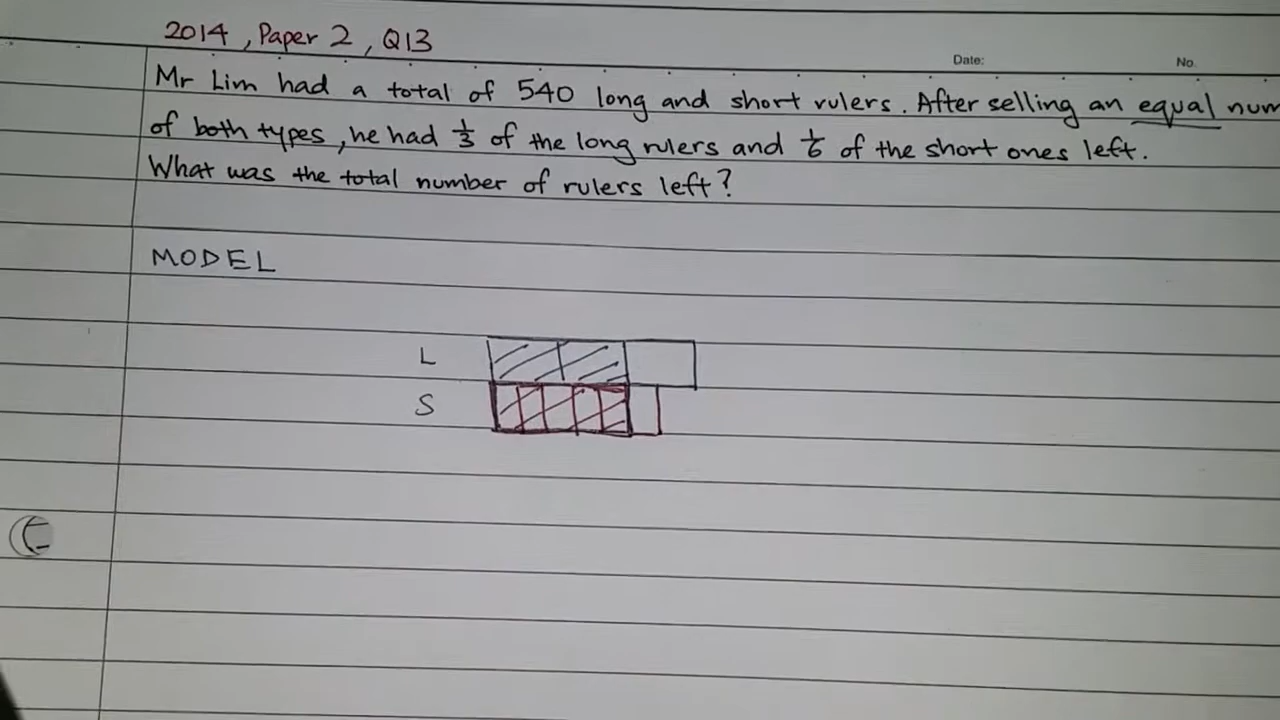 2014, Paper 2, Q13
Date:
No.
Mr Lim had a total of 540 long and short rulers. After selling an equal num
of both types, he had 1/3 of the long rulers and 1/6 of the short ones left.
What was the total number of rulers left?
MODEL
L
S